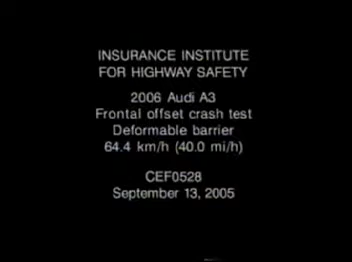 INSURANCE INSTITUTE
FOR HIGHWAY SAFETY
2006 Audi A3
Frontal offset crash test
Deformable barrier
64.4 km/h (40.0 mi/h)
CEF0528
September 13, 2005